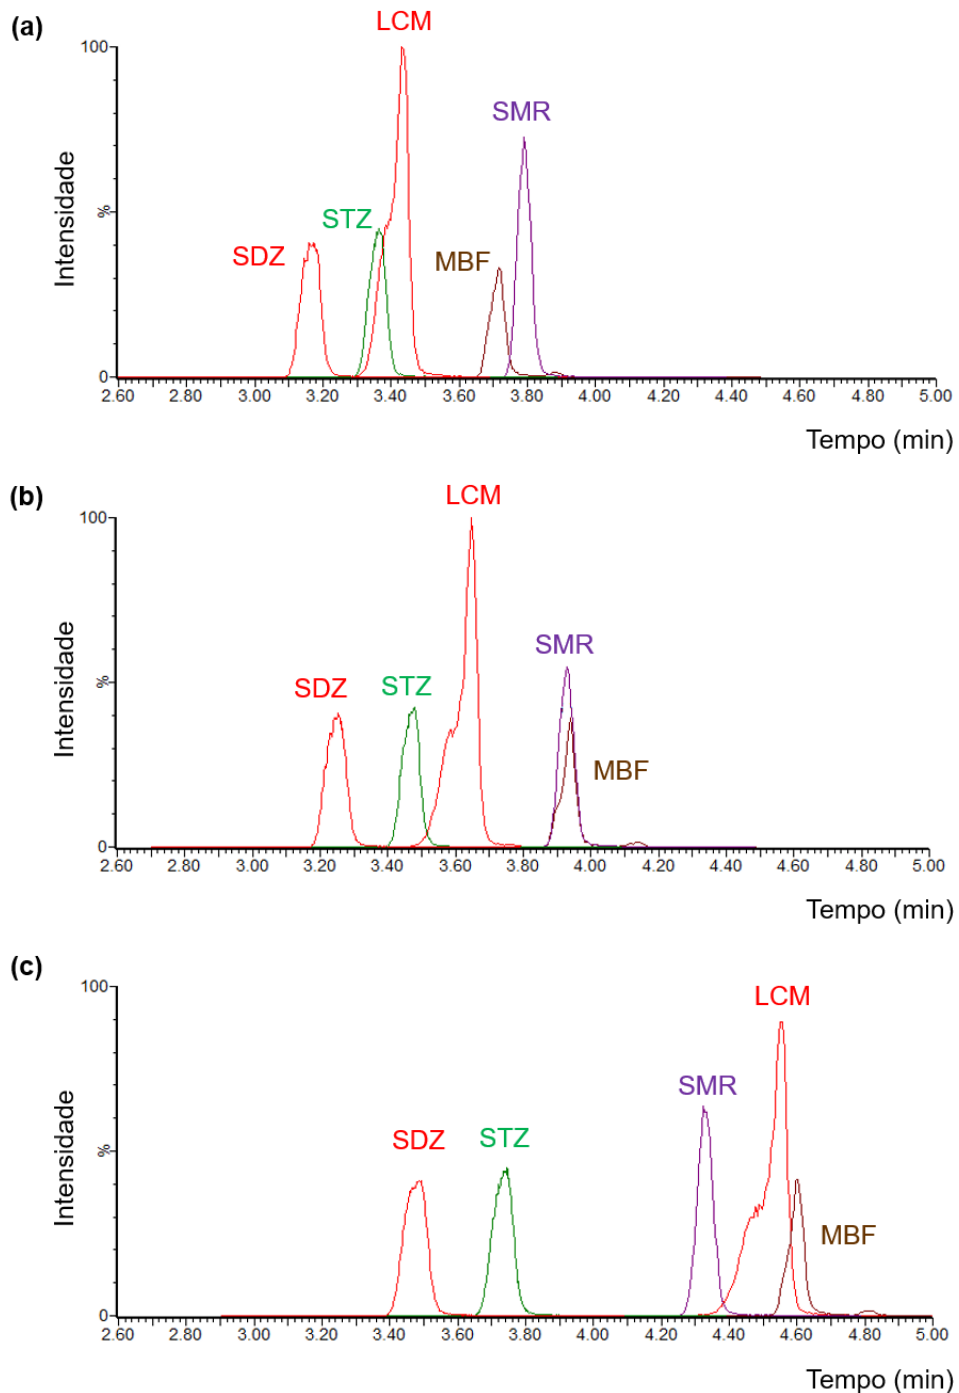 (a)
LCM
100
SMR
STZ
SDZ
MBF
Intensidade
%
0
2.60 2.80 3.00 3.20 3.40 3.60 3.80 4.00 4.20 4.40 4.60 4.80 5.00
Tempo (min)
(b)
LCM
100
SMR
SDZ
STZ
MBF
Intensidade
%
0
2.60 2.80 3.00 3.20 3.40 3.60 3.80 4.00 4.20 4.40 4.60 4.80 5.00
Tempo (min)
(c)
100
LCM
SMR
SDZ
STZ
MBF
Intensidade
%
0
2.60 2.80 3.00 3.20 3.40 3.60 3.80 4.00 4.20 4.40 4.60 4.80 5.00
Tempo (min)